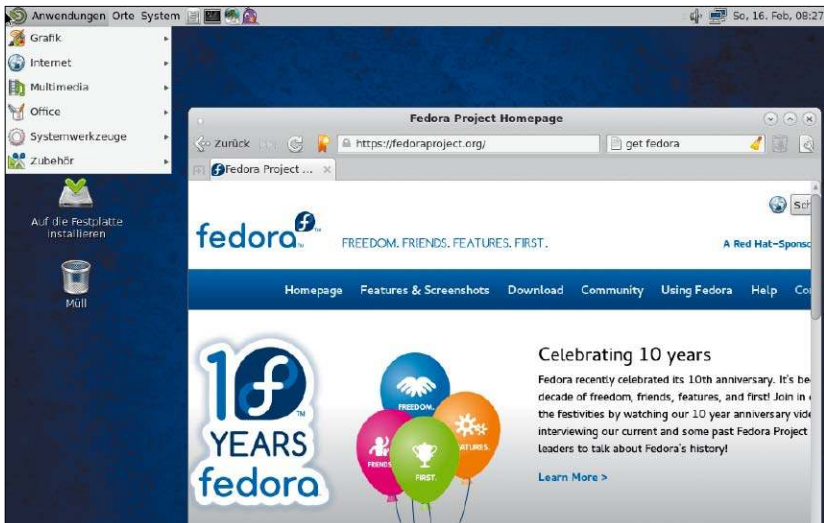 Anwendungen Orte System
So, 16. Feb, 08:27
Grafik
Internet
Multimedia
Office
Systemwerkzeuge
Zubehör
Auf die Festplatte
installieren
Müll
Fedora Project Homepage
Zurück
https://fedoraproject.org/
get fedora
Fedora Project ...
Sch
fedora
FREEDOM. FRIENDS. FEATURES. FIRST.
A Red Hat-Sponso
Homepage Features & Screenshots Download Community Using Fedora Help Co
10
YEARS
fedora
FREEDOM.
FRIENDS
ATURES.
FIRST.
Celebrating 10 years
Fedora recently celebrated its 10th anniversary. It's be
decade of freedom, friends, features, and first! Join in
the festivities by watching our 10 year anniversary vide
interviewing our current and some past Fedora Project
leaders to talk about Fedora's history!
Learn More >